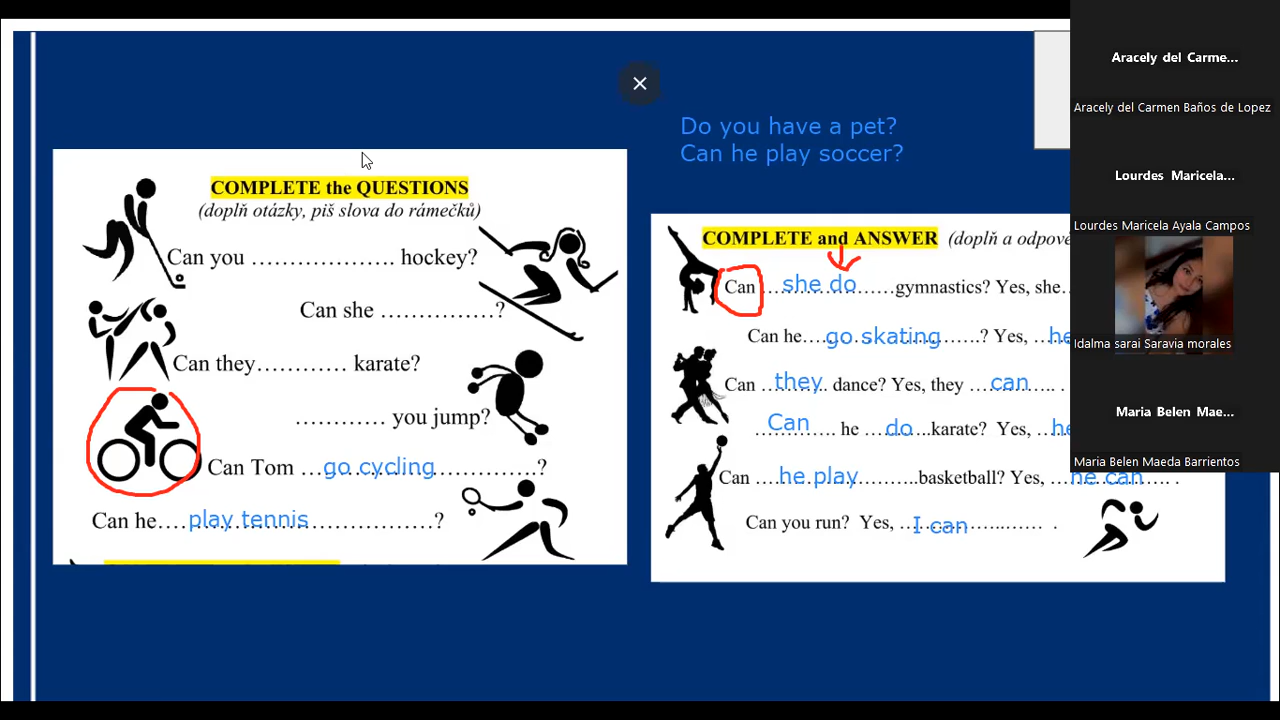 Do you have a pet?
Can he play soccer?
COMPLETE the QUESTIONS
(doplň otázky, piš slova do rámečků)
Can you ……………… hockey?
Can she …………..?
Can they………… karate?
………… you jump?
Can Tom …go cycling…………….?
Can he….play tennis………………?
COMPLETE and ANSWER (doplň a odpově
Can …she do……gymnastics? Yes, she…
Can he….go skating….? Yes, he
Can they dance? Yes, they can….. .
Can he do..karate? Yes, he
Can …he play……..basketball? Yes, …he can…. .
Can you run? Yes, …I can…..…… .
Aracely del Carme...
Aracely del Carmen Baños de Lopez
Lourdes Maricela...
Lourdes Maricela Ayala Campos
Idalma sarai Saravia morales
Maria Belen Mae...
Maria Belen Maeda Barrientos